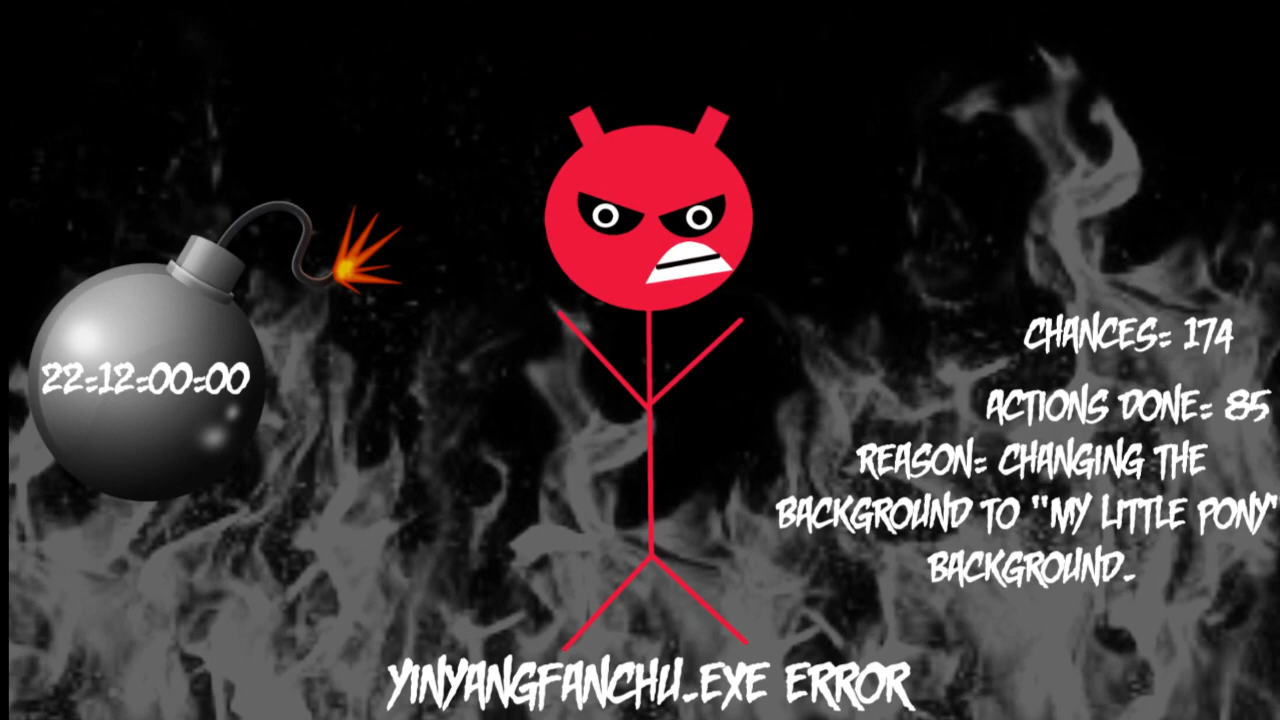 22:12:00:00
CHANCES: 174
ACTIONS DONE: 85
REASON: CHANGING THE
BACKGROUND TO "MY LITTLE PONY"
BACKGROUND.
YINYANGFANCHU.EXE ERROR